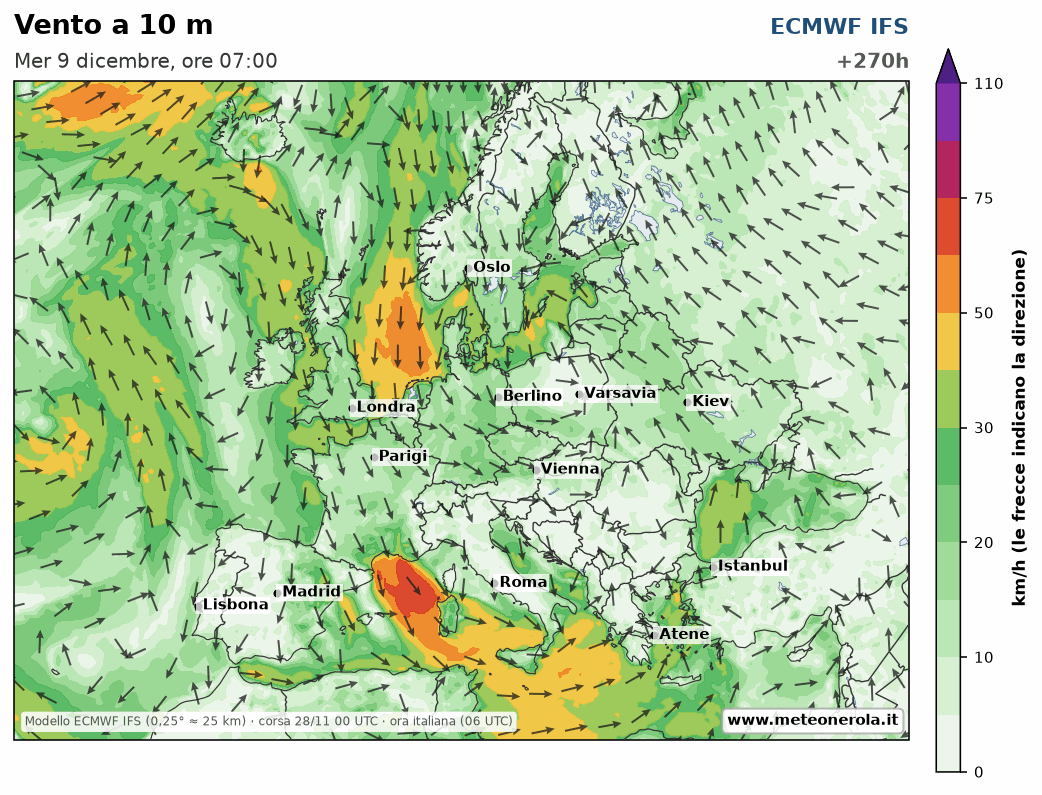 Vento a 10 m
ECMWF IFS
Mer 9 dicembre, ore 07:00
+270h
110
75
50
30
20
10
0
km/h (le frecce indicano la direzione)
Oslo
Londra
Berlino
Varsavia
Kiev
Parigi
Vienna
Istanbul
Roma
Madrid
Lisbona
Atene
Modello ECMWF IFS (0,25° ≈ 25 km) · corsa 28/11 00 UTC · ora italiana (06 UTC)
www.meteonerola.it